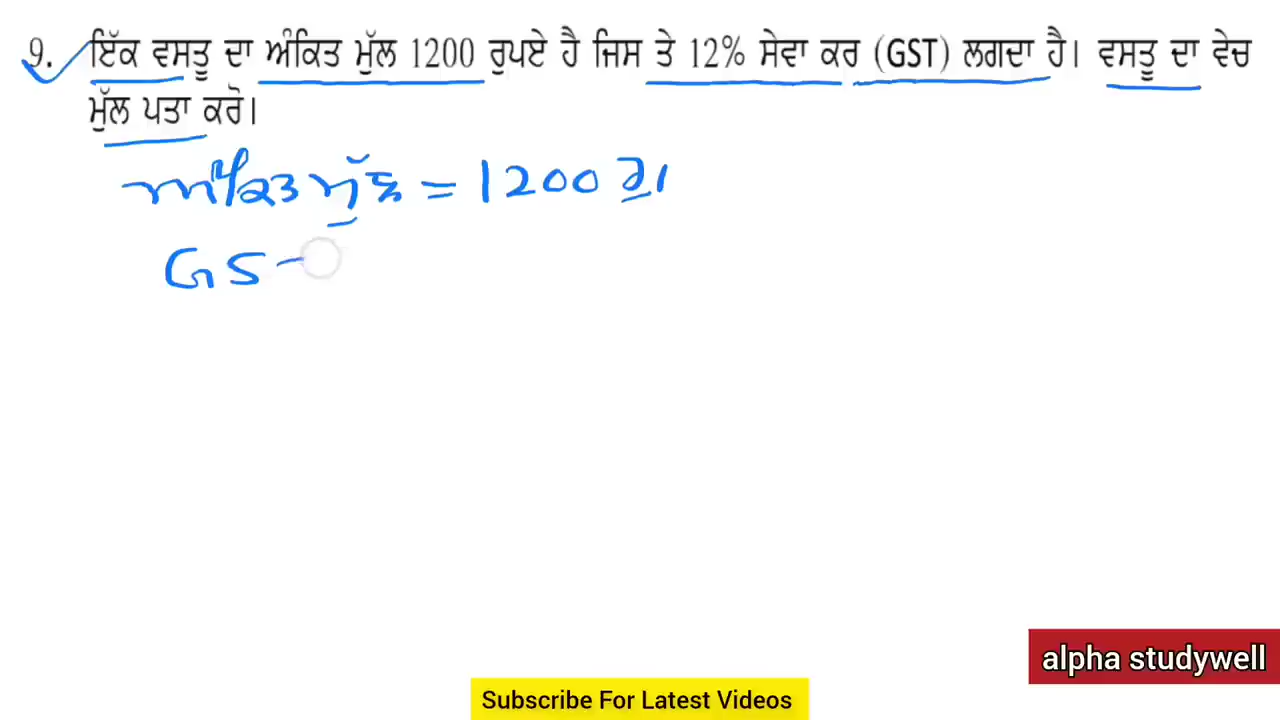 9. ਇੱਕ ਵਸਤੂ ਦਾ ਅੰਕਿਤ ਮੁੱਲ 1200 ਰੁਪਏ ਹੈ ਜਿਸ ਤੇ 12% ਸੇਵਾ ਕਰ (GST) ਲਗਦਾ ਹੈ। ਵਸਤੂ ਦਾ ਵੇਚ
ਮੁੱਲ ਪਤਾ ਕਰੋ।
ਅੰਕਿਤ ਮੁੱਲ = 1200 ਰੁ
GS
alpha studywell
Subscribe For Latest Videos